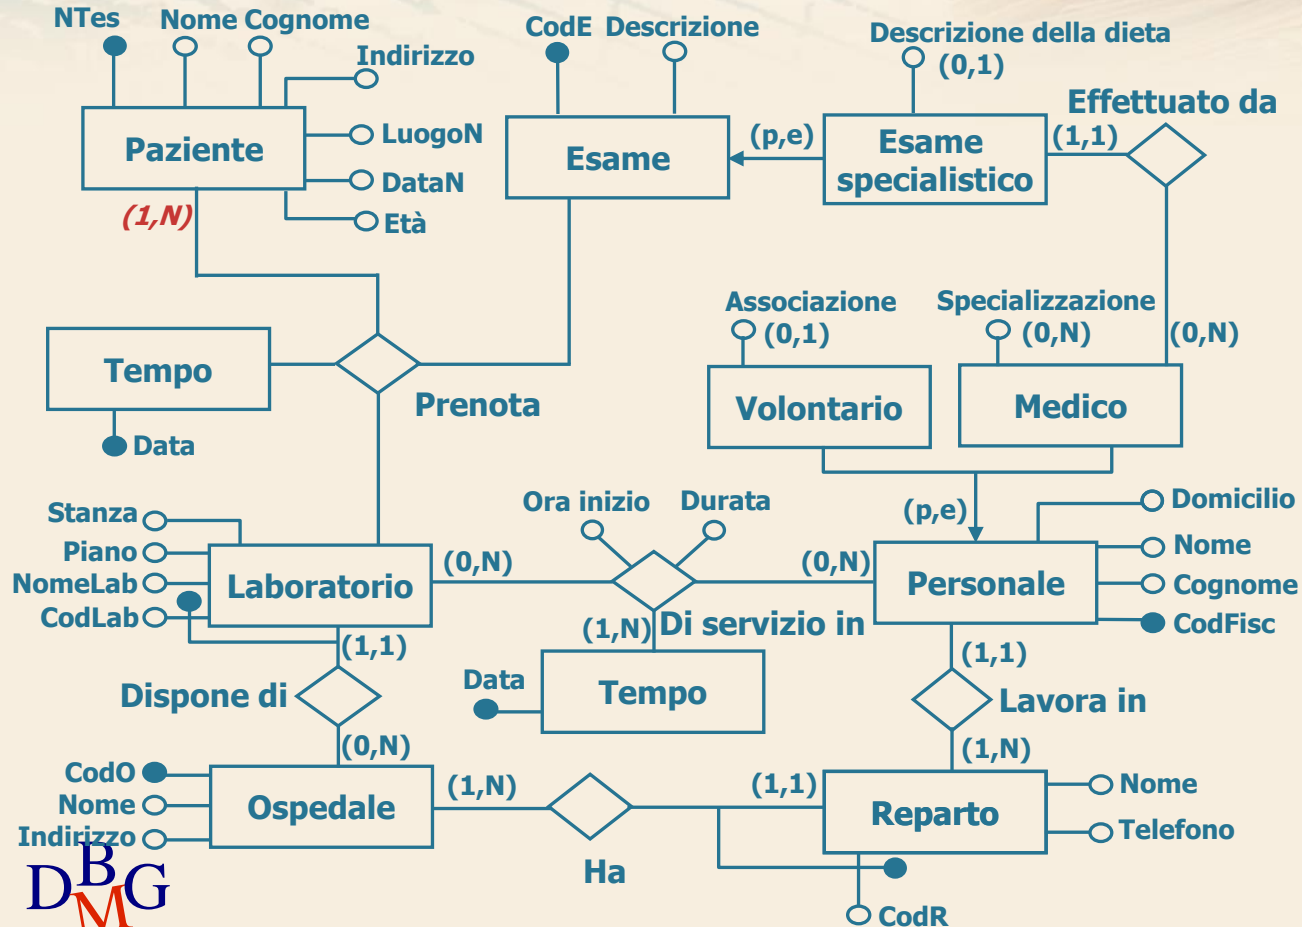 NTes
Nome Cognome
CodE Descrizione
Descrizione della dieta
(0,1)
Indirizzo
Effettuato da
Paziente
LuogoN
DataN
Età
(1,N)
Esame
(p,e)
Esame
specialistico
(1,1)
Associazione
(0,1)
Specializzazione
(0,N)
(0,N)
Tempo
Data
Prenota
Volontario
Medico
Stanza
Piano
NomeLab
CodLab
Laboratorio
(0,N)
Ora inizio
Durata
(0,N)
(p,e)
Personale
Domicilio
Nome
Cognome
CodFisc
(1,1)
(1,N)
Di servizio in
(1,1)
Dispone di
Data
Tempo
Lavora in
(0,N)
(1,N)
CodO
Nome
Indirizzo
Ospedale
(1,N)
(1,1)
Reparto
Nome
Telefono
Ha
CodR
DBMG